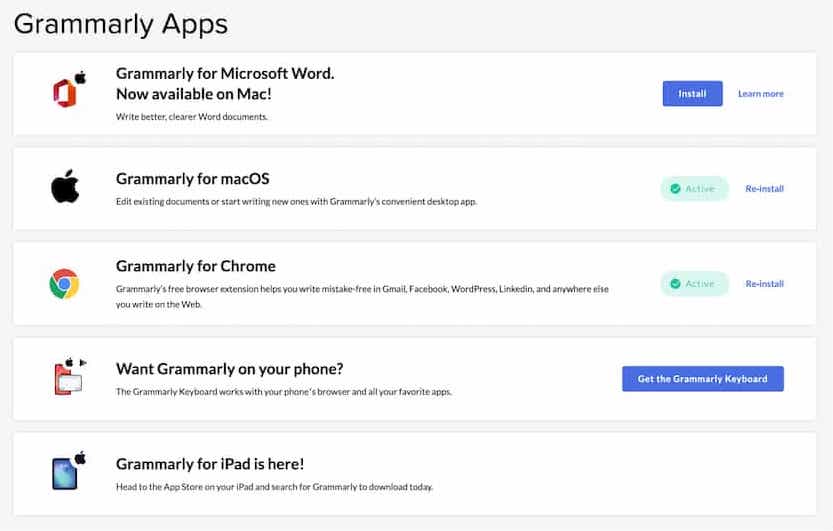 Grammarly Apps
Grammarly for Microsoft Word.
Now available on Mac!
Write better, clearer Word documents.
Install
Learn more
Grammarly for macOS
Edit existing documents or start writing new ones with Grammarly's convenient desktop app.
Active
Re-install
Grammarly for Chrome
Grammarly's free browser extension helps you write mistake-free in Gmail, Facebook, WordPress, Linkedin, and anywhere else
you write on the Web.
Active
Re-install
Want Grammarly on your phone?
The Grammarly Keyboard works with your phone's browser and all your favorite apps.
Get the Grammarly Keyboard
Grammarly for iPad is here!
Head to the App Store on your iPad and search for Grammarly to download today.